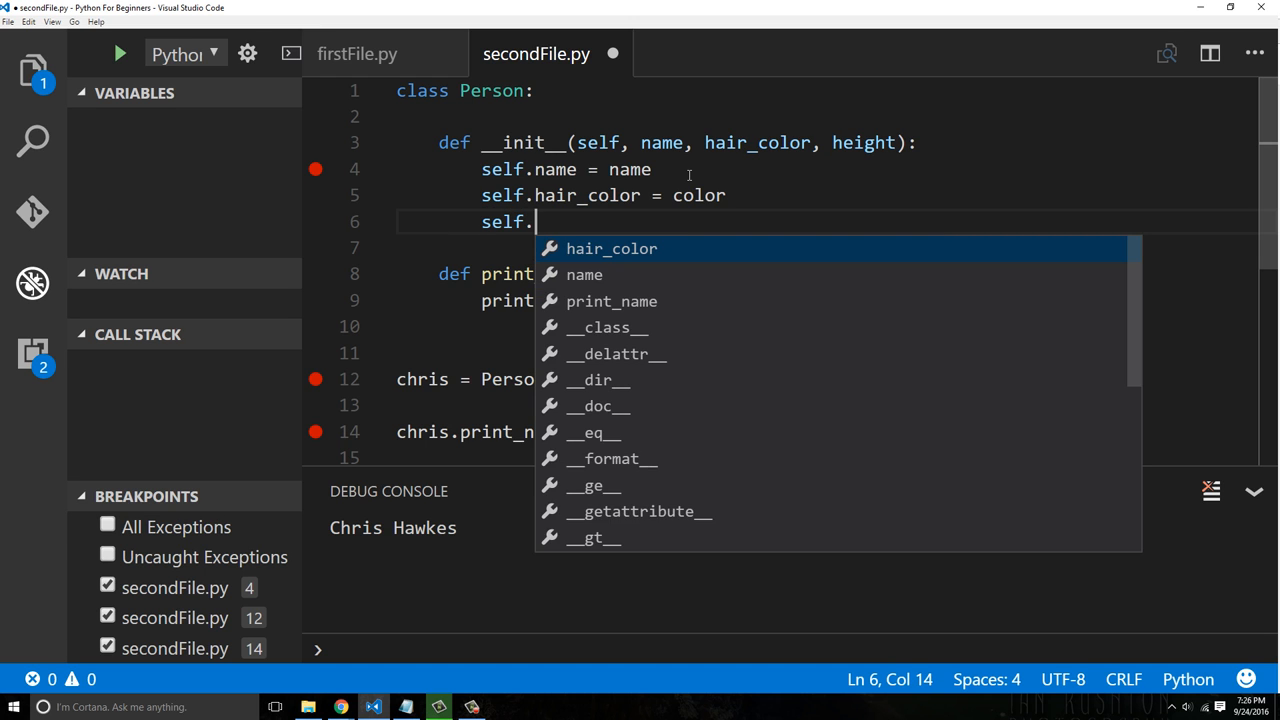 ● secondFile.py - Python For Beginners - Visual Studio Code
File Edit View Go Help
Pythor
firstFile.py
secondFile.py
1
VARIABLES
WATCH
CALL STACK
2
BREAKPOINTS
All Exceptions
Uncaught Exceptions
secondFile.py 4
secondFile.py 12
secondFile.py 14
1 class Person:
2
3 def __init__(self, name, hair_color, height):
4 self.name = name
5 self.hair_color = color
6 self.
7
8 def print
9 print
10
11
12 chris = Perso
13
14 chris.print_n
15
hair_color
name
print_name
__class__
__delattr__
__dir__
__doc__
__eq__
__format__
__ge__
__getattribute__
__gt__
DEBUG CONSOLE
Chris Hawkes
0 0
Ln 6, Col 14
Spaces: 4
UTF-8
CRLF
Python
I'm Cortana. Ask me anything.
IAN RUSHTON
7:26 PM
9/24/2016